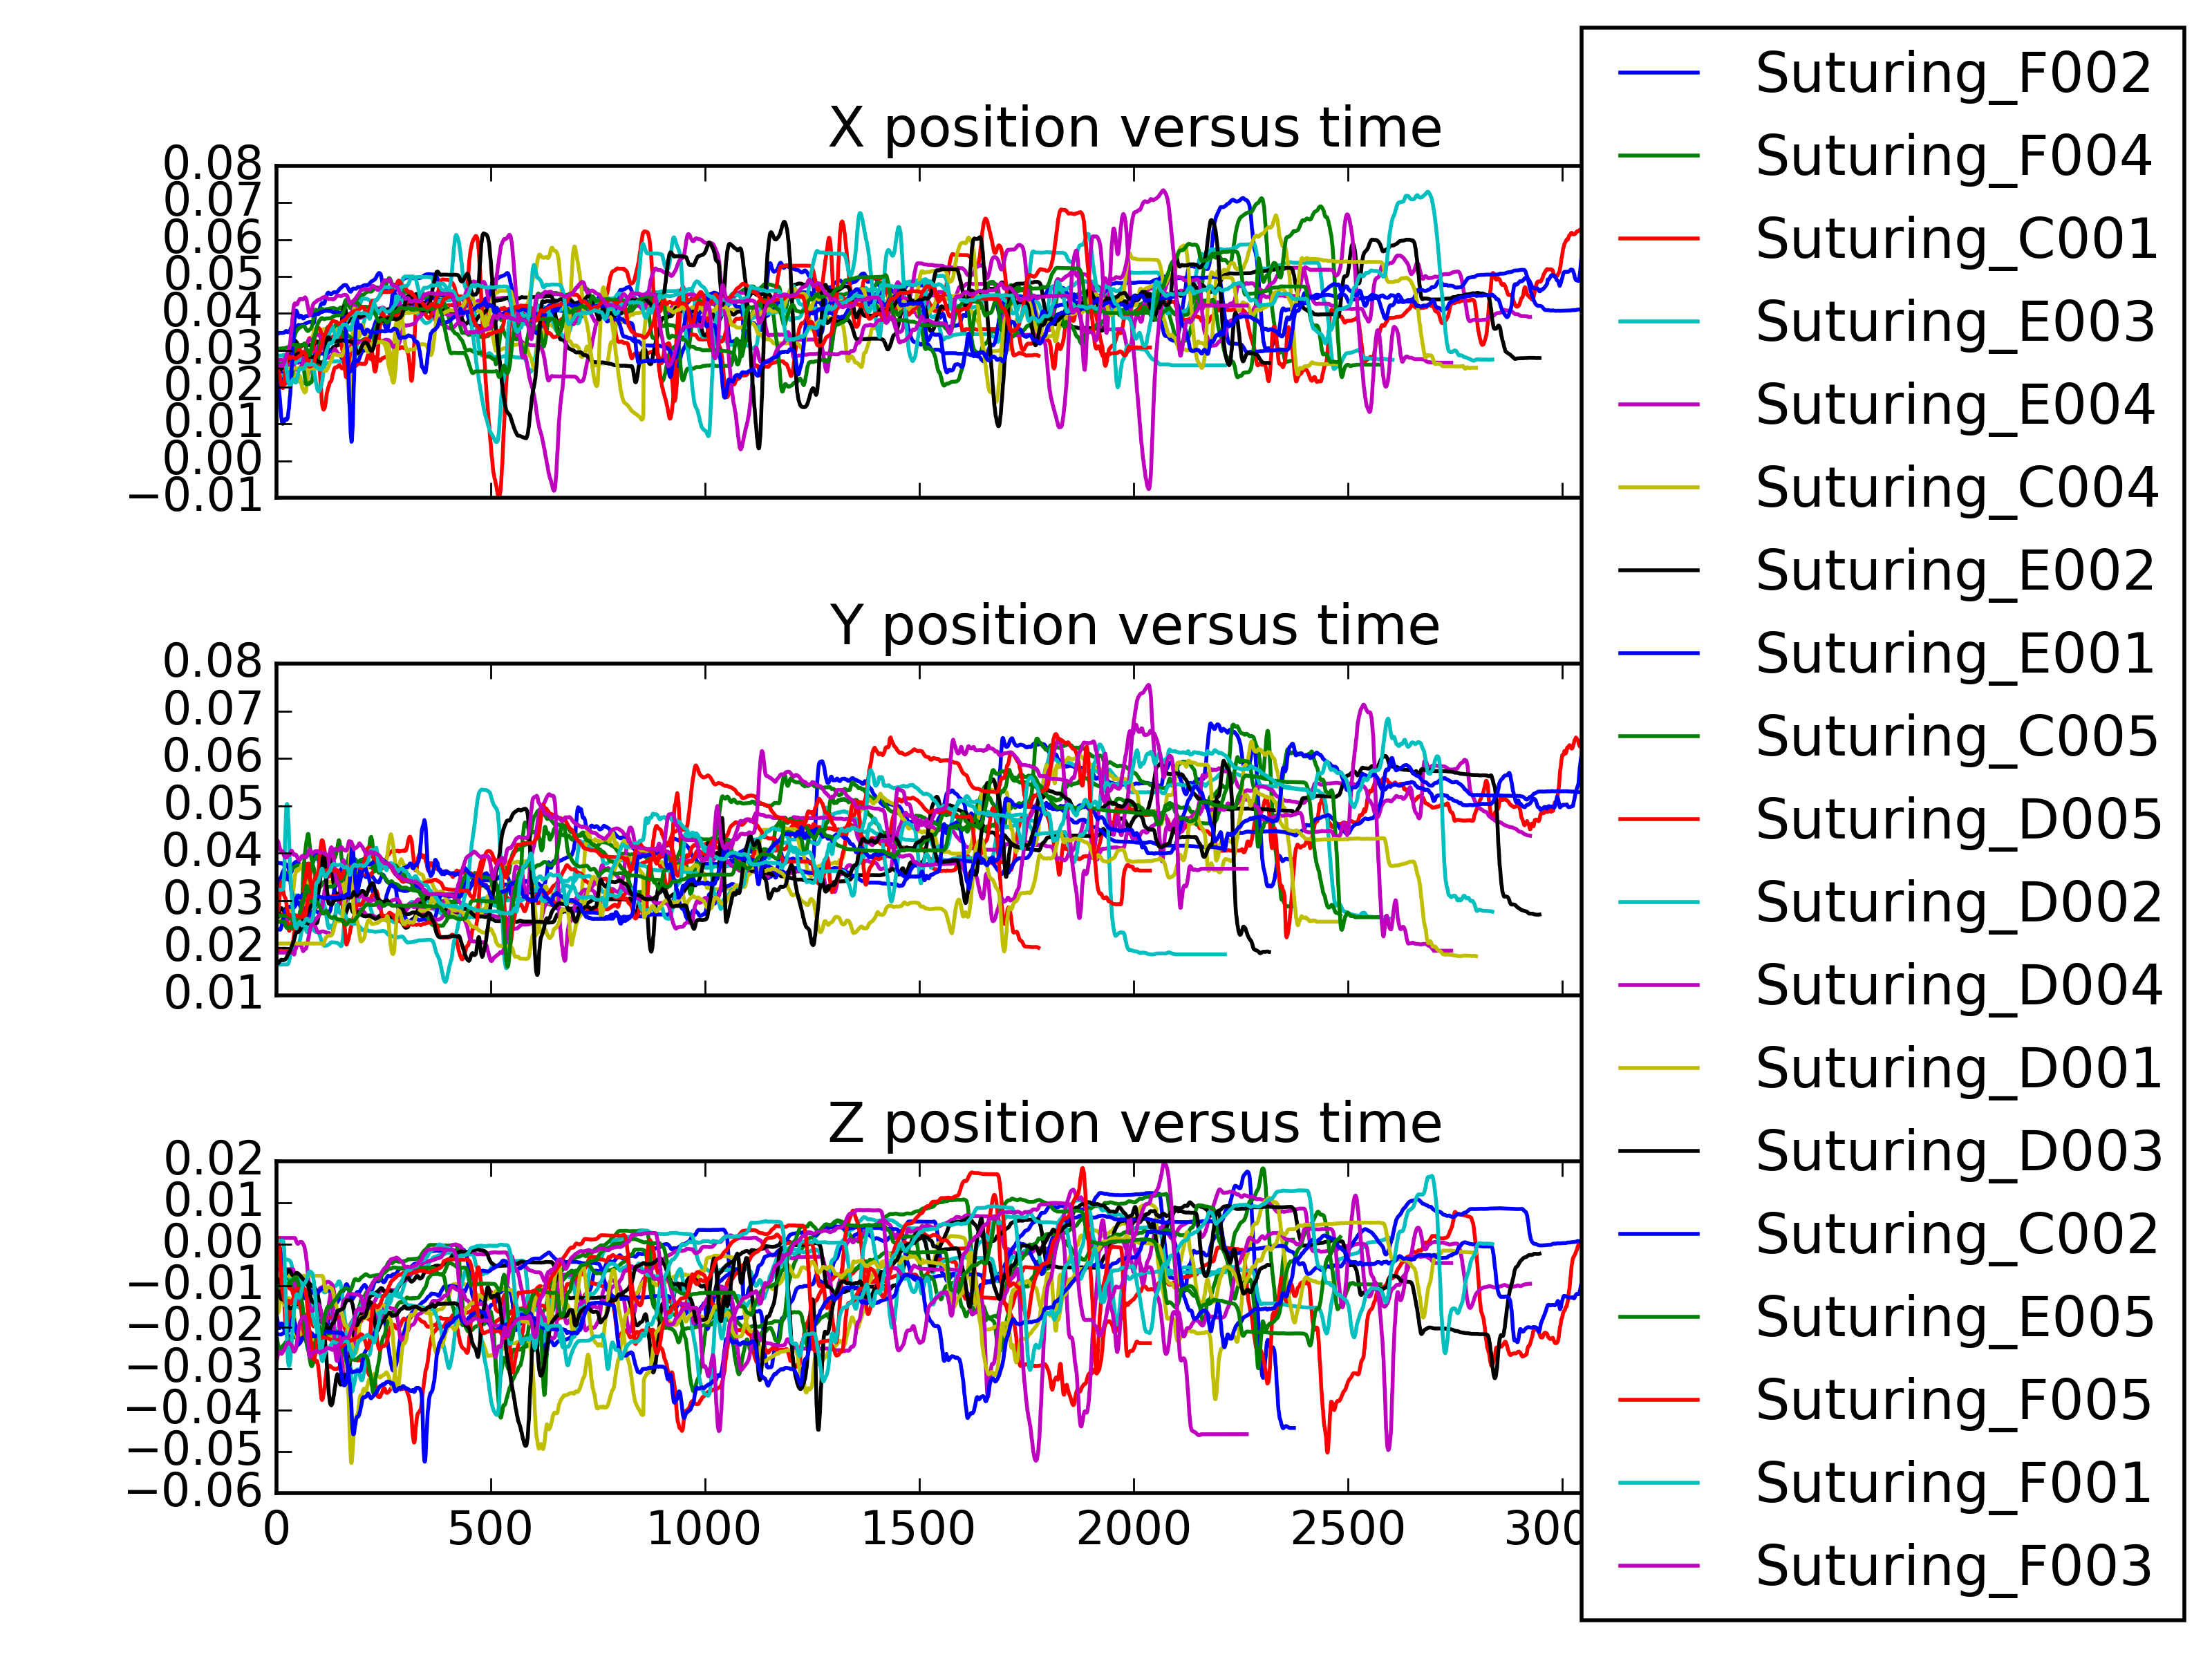 X position versus time
0.08
0.07
0.06
0.05
0.04
0.03
0.02
0.01
0.00
−0.01
Y position versus time
0.08
0.07
0.06
0.05
0.04
0.03
0.02
0.01
Z position versus time
0.02
0.01
0.00
−0.01
−0.02
−0.03
−0.04
−0.05
−0.06
0 500 1000 1500 2000 2500 300
Suturing_F002
Suturing_F004
Suturing_C001
Suturing_E003
Suturing_E004
Suturing_C004
Suturing_E002
Suturing_E001
Suturing_C005
Suturing_D005
Suturing_D002
Suturing_D004
Suturing_D001
Suturing_D003
Suturing_C002
Suturing_E005
Suturing_F005
Suturing_F001
Suturing_F003